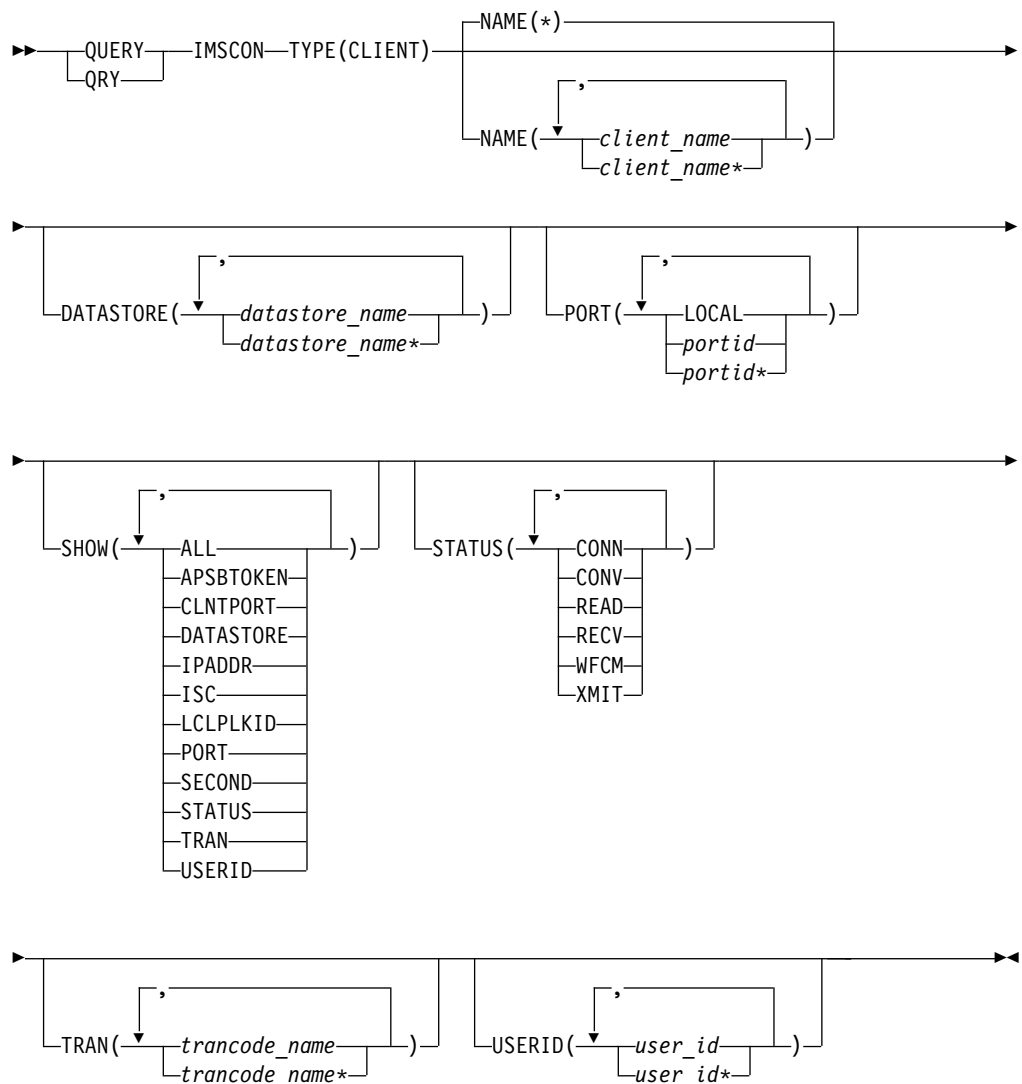 NAME(*)
QUERY IMSCON TYPE(CLIENT)
QRY
,
NAME( client_name )
client_name*
, ,
DATASTORE( datastore_name ) PORT( LOCAL )
datastore_name* portid
portid*
, ,
SHOW( ALL ) STATUS( CONN )
APSBTOKEN CONV
CLNTPORT READ
DATASTORE RECV
IPADDR WFCM
ISC XMIT
LCLPLKID
PORT
SECOND
STATUS
TRAN
USERID
, ,
TRAN( trancode_name ) USERID( user_id )
trancode_name* user_id*